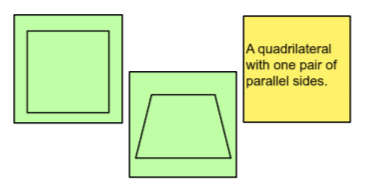 A quadrilateral
with one pair of
parallel sides.